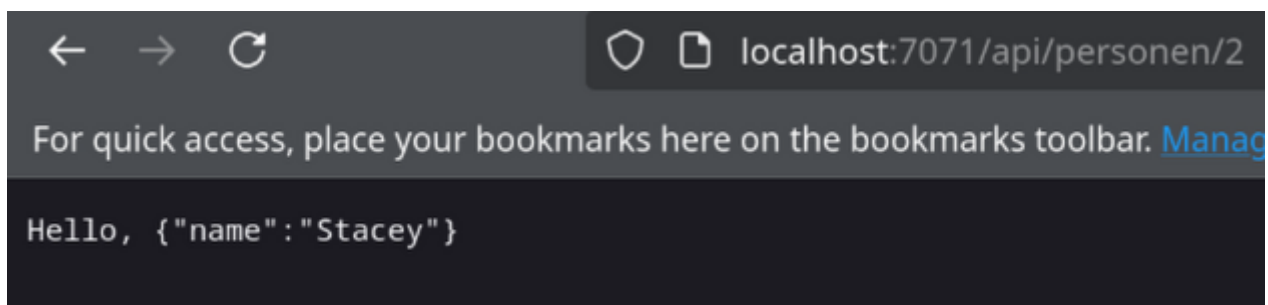 localhost:7071/api/personen/2
For quick access, place your bookmarks here on the bookmarks toolbar. Manag
Hello, {"name":"Stacey"}